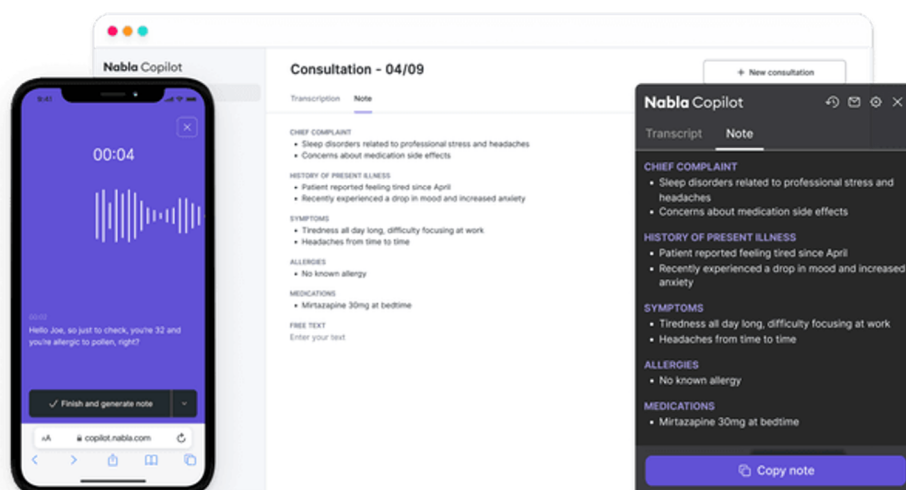 Nabla Copilot
9:41
00:04
00:03
Hello Joe, so just to check, you're 32 and
you're allergic to pollen, right?
Finish and generate note
AA copilot.nabla.com
Consultation - 04/09
+ New consultation
Transcription Note
CHIEF COMPLAINT
• Sleep disorders related to professional stress and headaches
• Concerns about medication side effects
HISTORY OF PRESENT ILLNESS
• Patient reported feeling tired since April
• Recently experienced a drop in mood and increased anxiety
SYMPTOMS
• Tiredness all day long, difficulty focusing at work
• Headaches from time to time
ALLERGIES
• No known allergy
MEDICATIONS
• Mirtazapine 30mg at bedtime
FREE TEXT
Enter your text
Nabla Copilot
Transcript Note
CHIEF COMPLAINT
• Sleep disorders related to professional stress and
headaches
• Concerns about medication side effects
HISTORY OF PRESENT ILLNESS
• Patient reported feeling tired since April
• Recently experienced a drop in mood and increased
anxiety
SYMPTOMS
• Tiredness all day long, difficulty focusing at work
• Headaches from time to time
ALLERGIES
• No known allergy
MEDICATIONS
• Mirtazapine 30mg at bedtime
Copy note